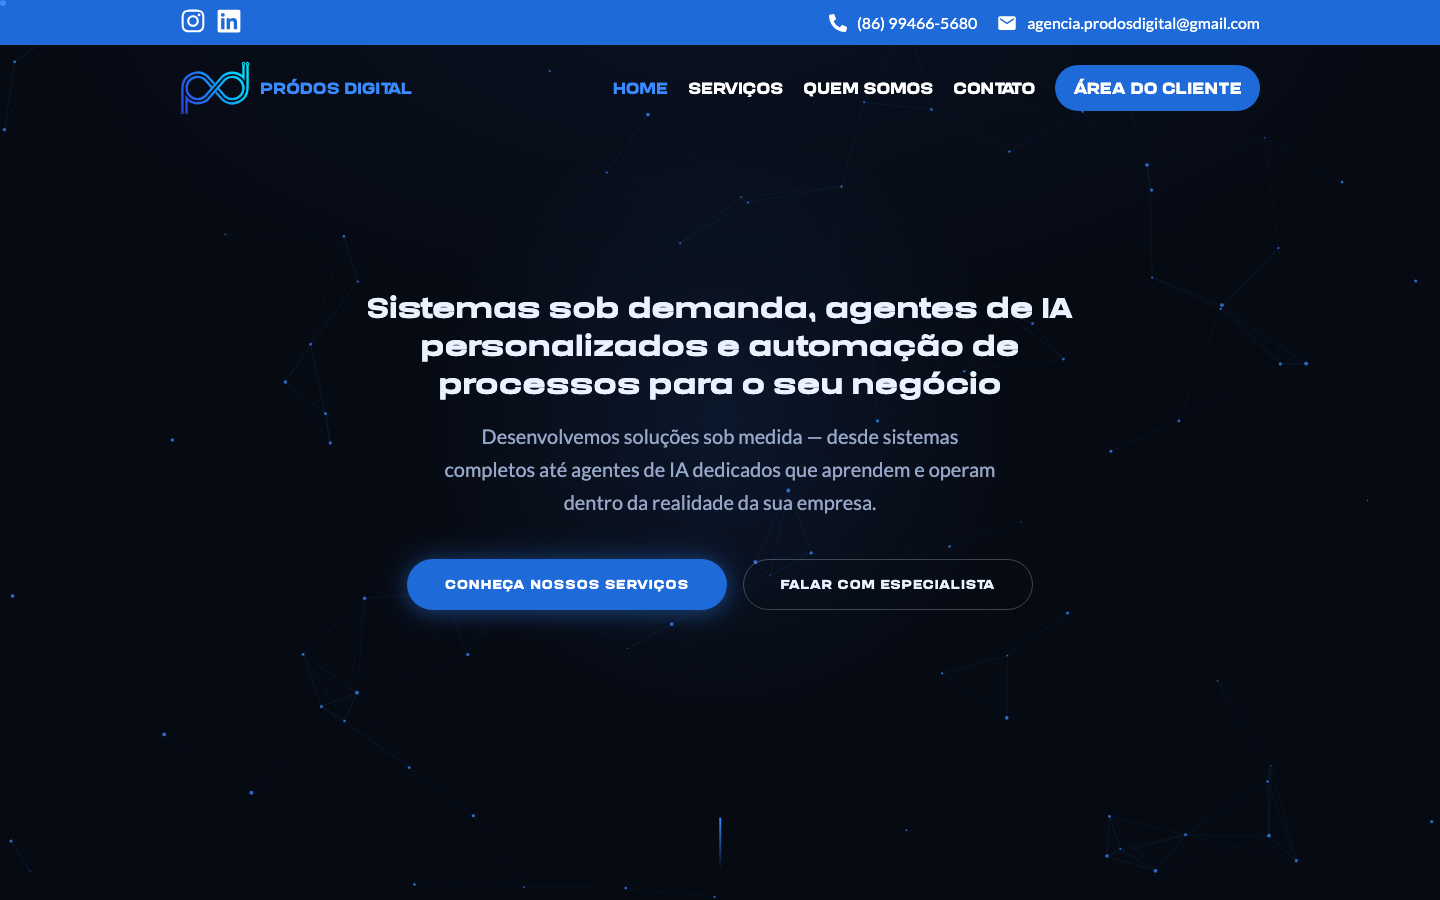 (86) 99466-5680 agencia.prodosdigital@gmail.com
pd PRÓDOS DIGITAL HOME SERVIÇOS QUEM SOMOS CONTATO ÁREA DO CLIENTE
Sistemas sob demanda, agentes de IA
personalizados e automação de
processos para o seu negócio
Desenvolvemos soluções sob medida — desde sistemas
completos até agentes de IA dedicados que aprendem e operam
dentro da realidade da sua empresa.
CONHEÇA NOSSOS SERVIÇOS FALAR COM ESPECIALISTA